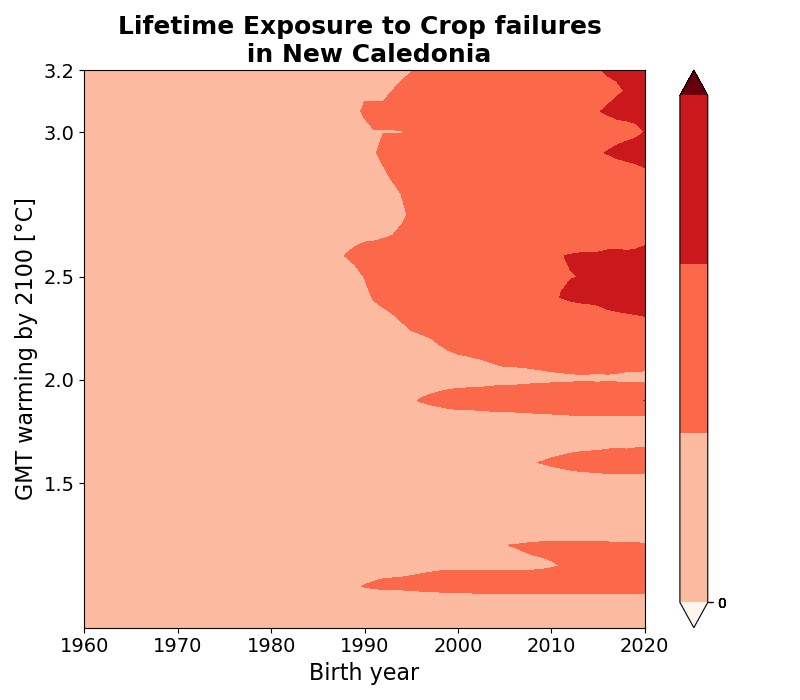 Lifetime Exposure to Crop failures
in New Caledonia
3.2
3.0
2.5
2.0
1.5
GMT warming by 2100 [°C]
0
1960 1970 1980 1990 2000 2010 2020
Birth year